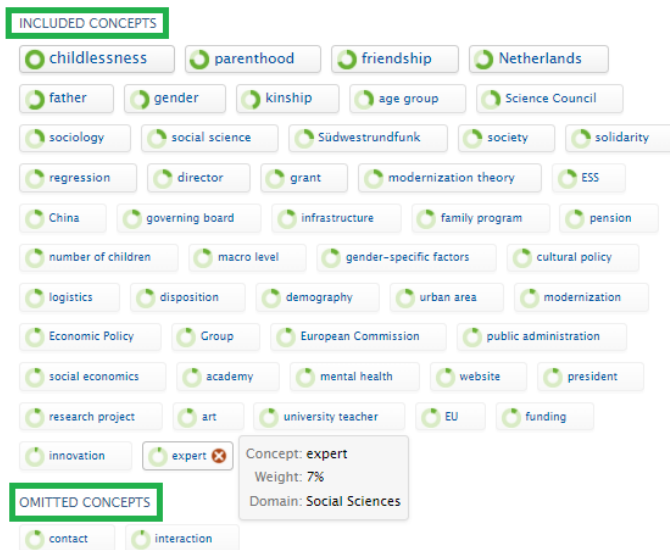 INCLUDED CONCEPTS
childlessness parenthood friendship Netherlands
father gender kinship age group Science Council
sociology social science Südwestrundfunk society solidarity
regression director grant modernization theory ESS
China governing board infrastructure family program pension
number of children macro level gender-specific factors cultural policy
logistics disposition demography urban area modernization
Economic Policy Group European Commission public administration
social economics academy mental health website president
research project art university teacher EU funding
innovation expert Concept: expert
Weight: 7%
OMITTED CONCEPTS Domain: Social Sciences
contact interaction